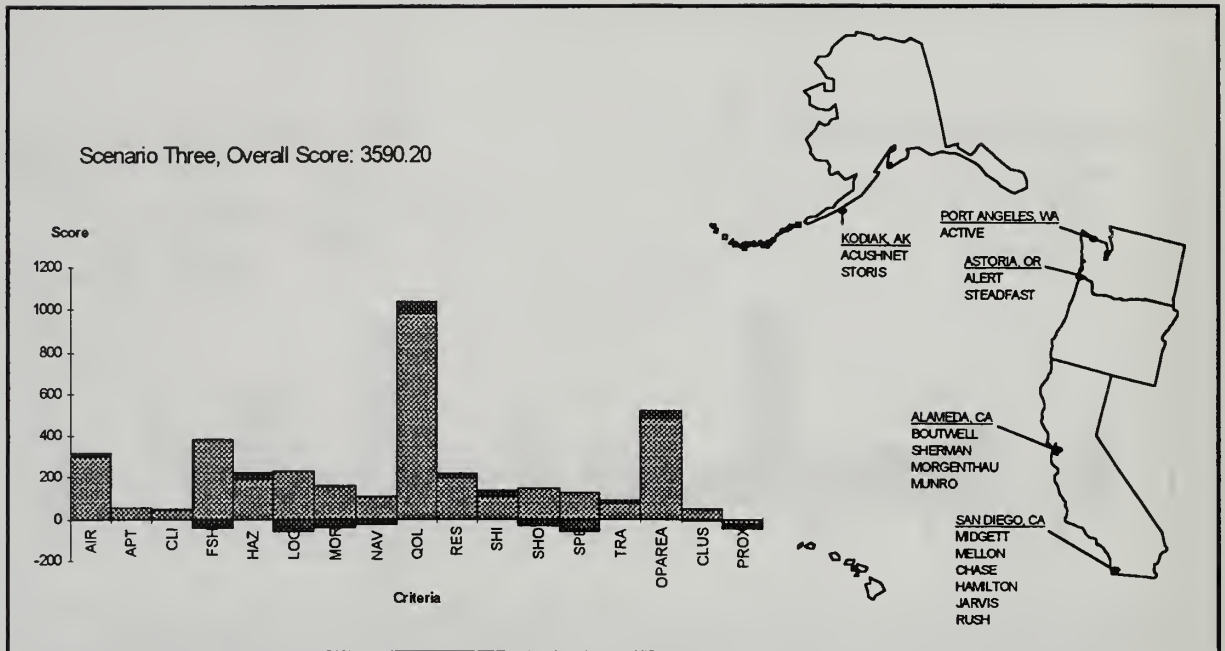 Scenario Three, Overall Score: 3590.20
Score
1200
1000
800
600
400
200
0
-200
AIR
APT
CLI
FSH
HAZ
LOG
MOR
NAV
QOL
RES
SHI
SHO
SPE
TRA
OPAREA
CLUS
PROX
Criteria
KODIAK, AK
ACUSHNET
STORIS
PORT ANGELES, WA
ACTIVE
ASTORIA, OR
ALERT
STEADFAST
ALAMEDA, CA
BOUTWELL
SHERMAN
MORGENTHAU
MUNRO
SAN DIEGO, CA
MIDGETT
MELLON
CHASE
HAMILTON
JARVIS
RUSH